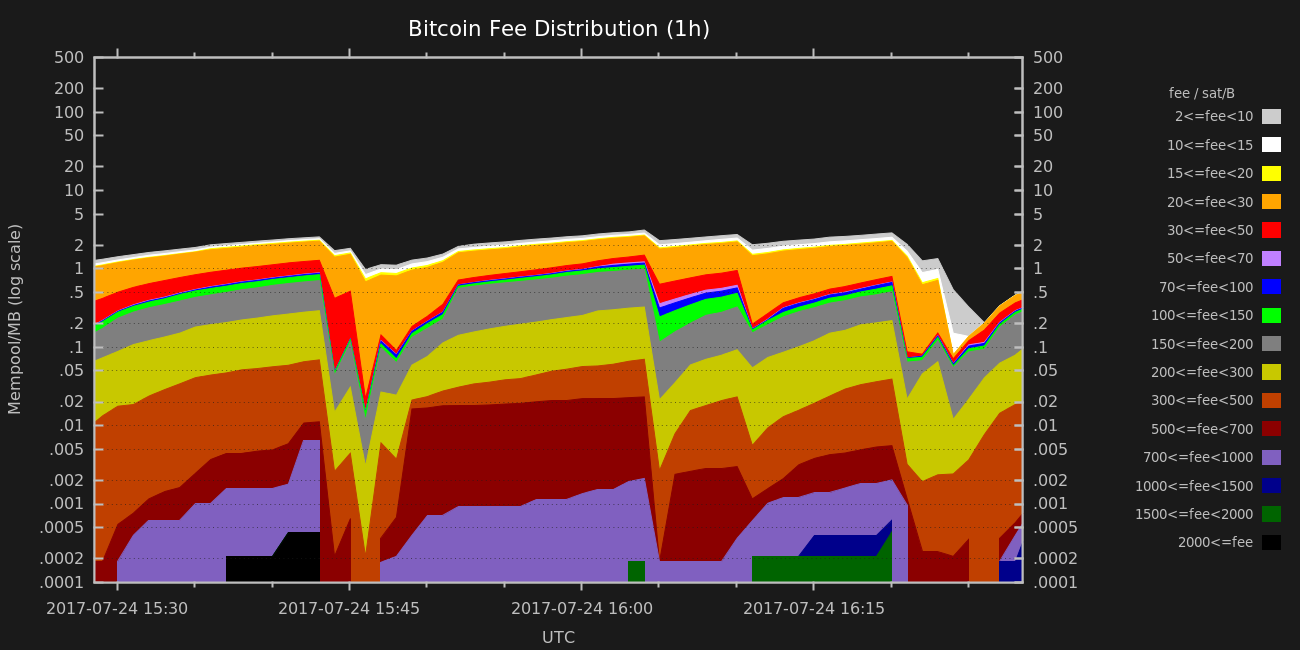 Bitcoin Fee Distribution (1h)
Mempool/MB (log scale)
500
200
100
50
20
10
5
2
1
.5
.2
.1
.05
.02
.01
.005
.002
.001
.0005
.0002
.0001
500
200
100
50
20
10
5
2
1
.5
.2
.1
.05
.02
.01
.005
.002
.001
.0005
.0002
.0001
2017-07-24 15:30 2017-07-24 15:45 2017-07-24 16:00 2017-07-24 16:15
UTC
fee / sat/B
2<=fee<10
10<=fee<15
15<=fee<20
20<=fee<30
30<=fee<50
50<=fee<70
70<=fee<100
100<=fee<150
150<=fee<200
200<=fee<300
300<=fee<500
500<=fee<700
700<=fee<1000
1000<=fee<1500
1500<=fee<2000
2000<=fee